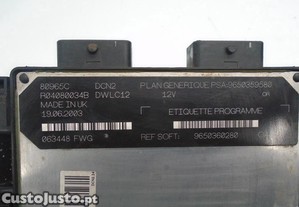 80965C DCN2 PLAN GENERIQUE PSA 9650359580
R04080034B DWLC12 12V
MADE IN UK
19.06.2003 ETIQUETTE PROGRAMME
063448 FWG
REF SOFT: 9650360280
CustoJusto.pt